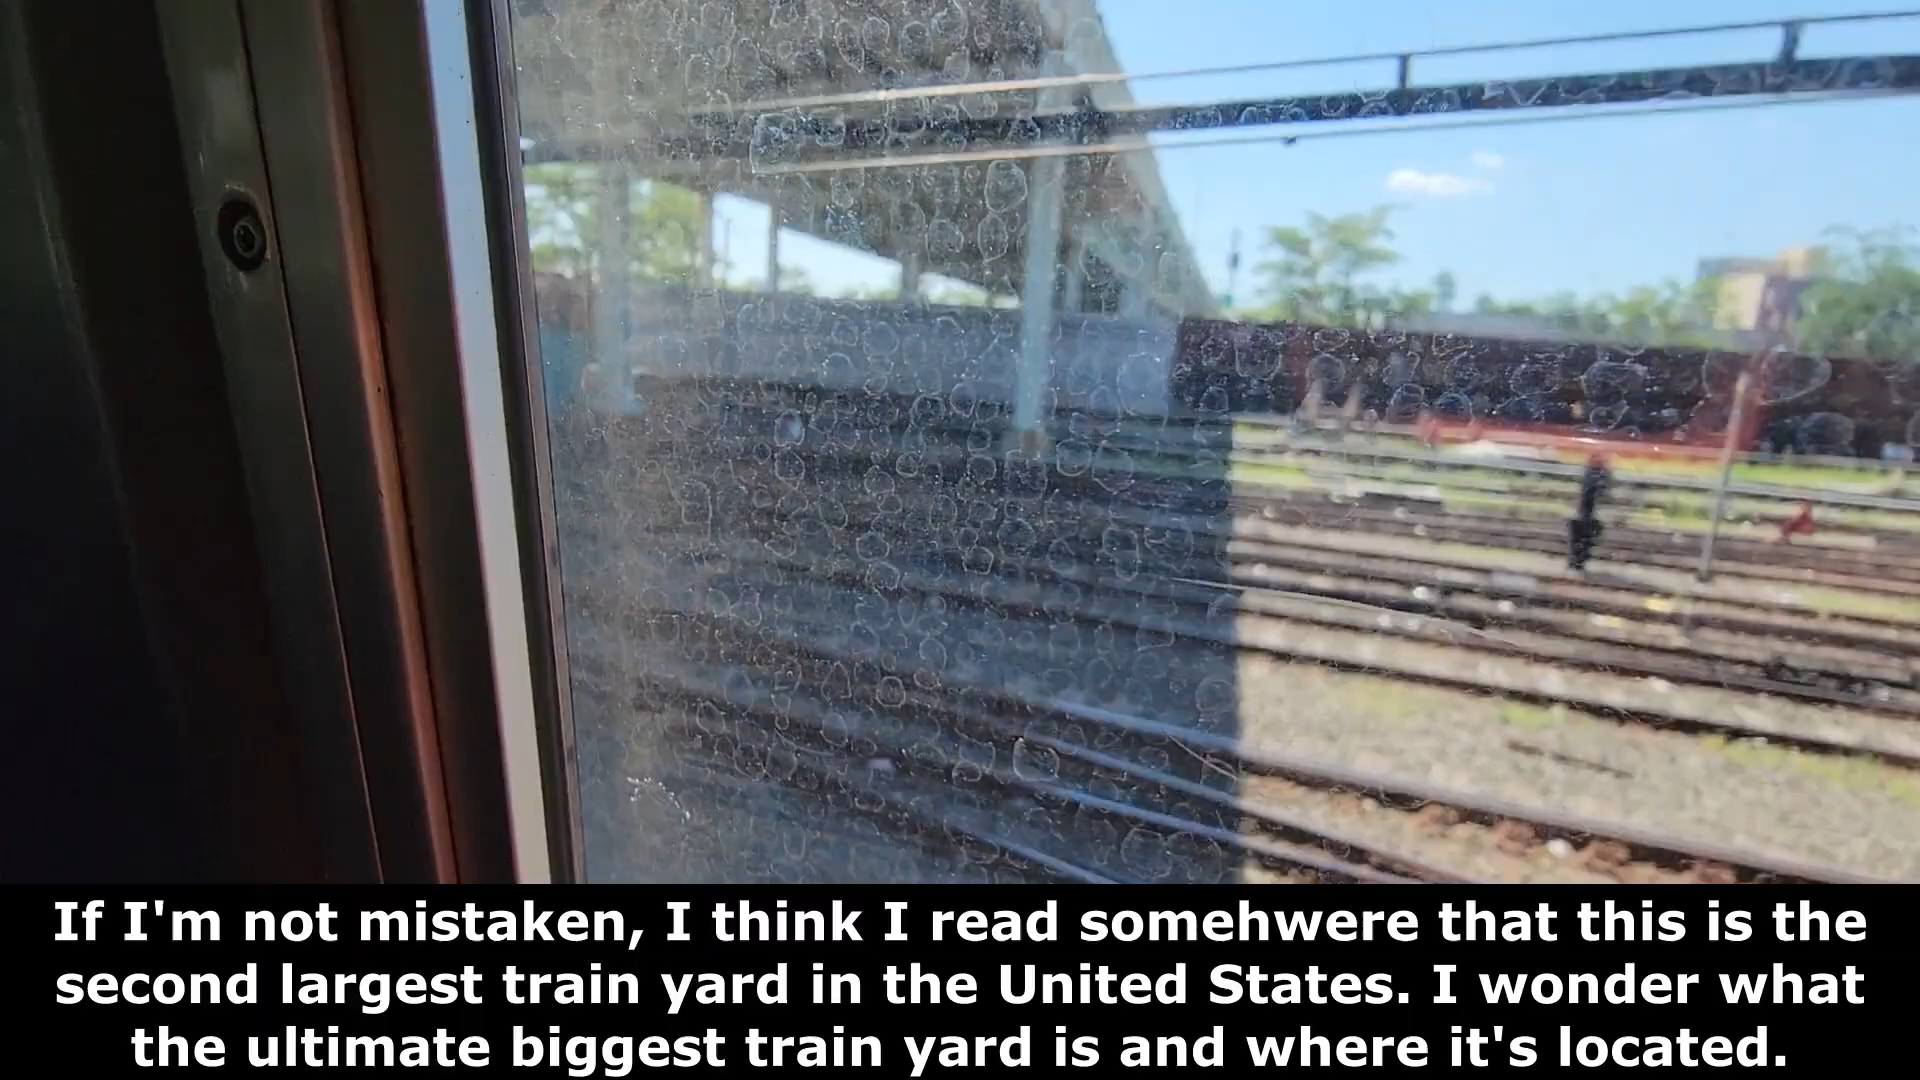 If I'm not mistaken, I think I read somehwere that this is the
second largest train yard in the United States. I wonder what
the ultimate biggest train yard is and where it's located.